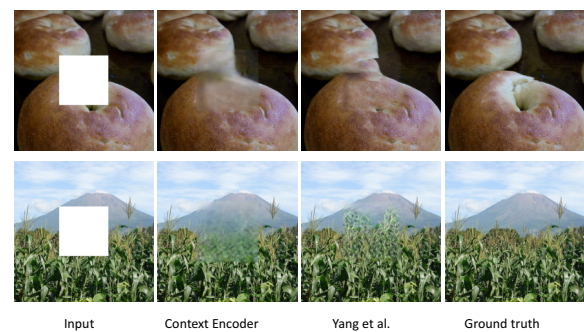 Input Context Encoder Yang et al. Ground truth